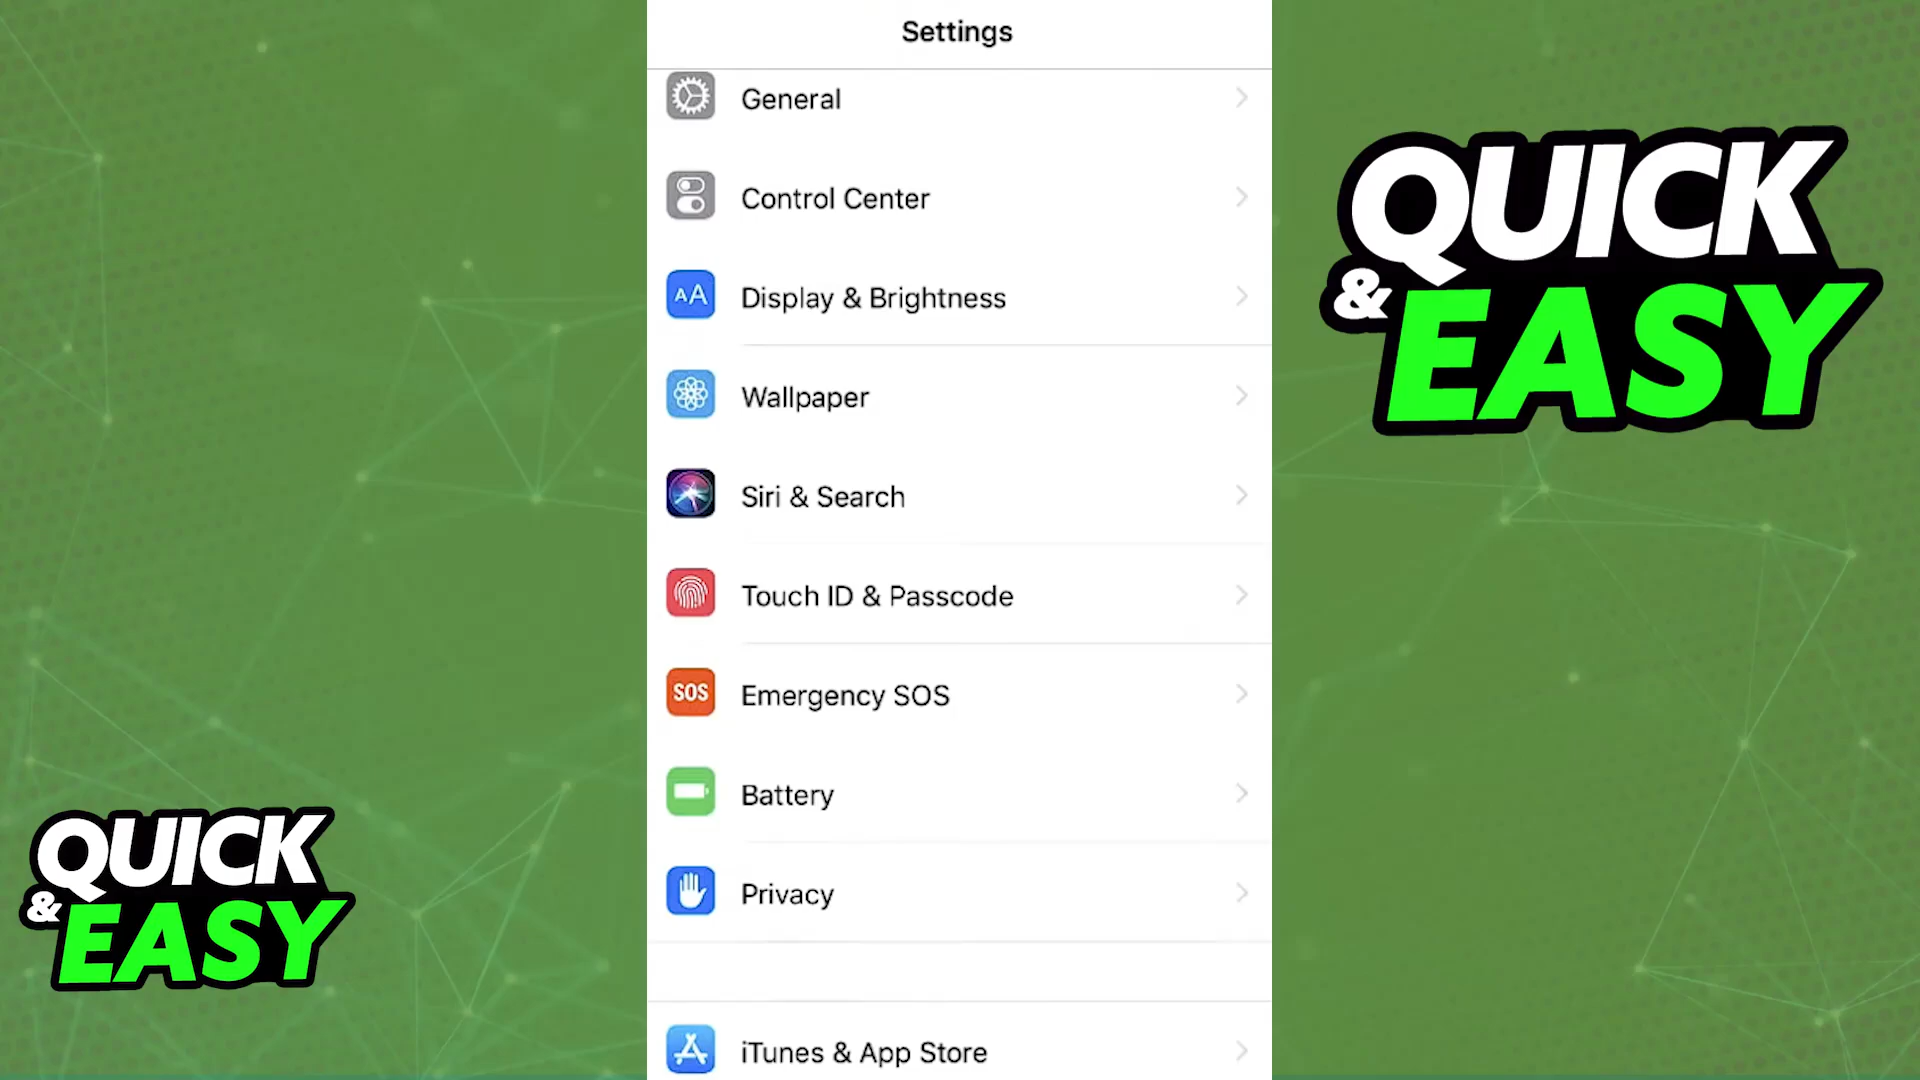 Settings
General
Control Center
Display & Brightness
Wallpaper
Siri & Search
Touch ID & Passcode
SOS
Emergency SOS
Battery
Privacy
iTunes & App Store
QUICK
& EASY
QUICK
& EASY
AA